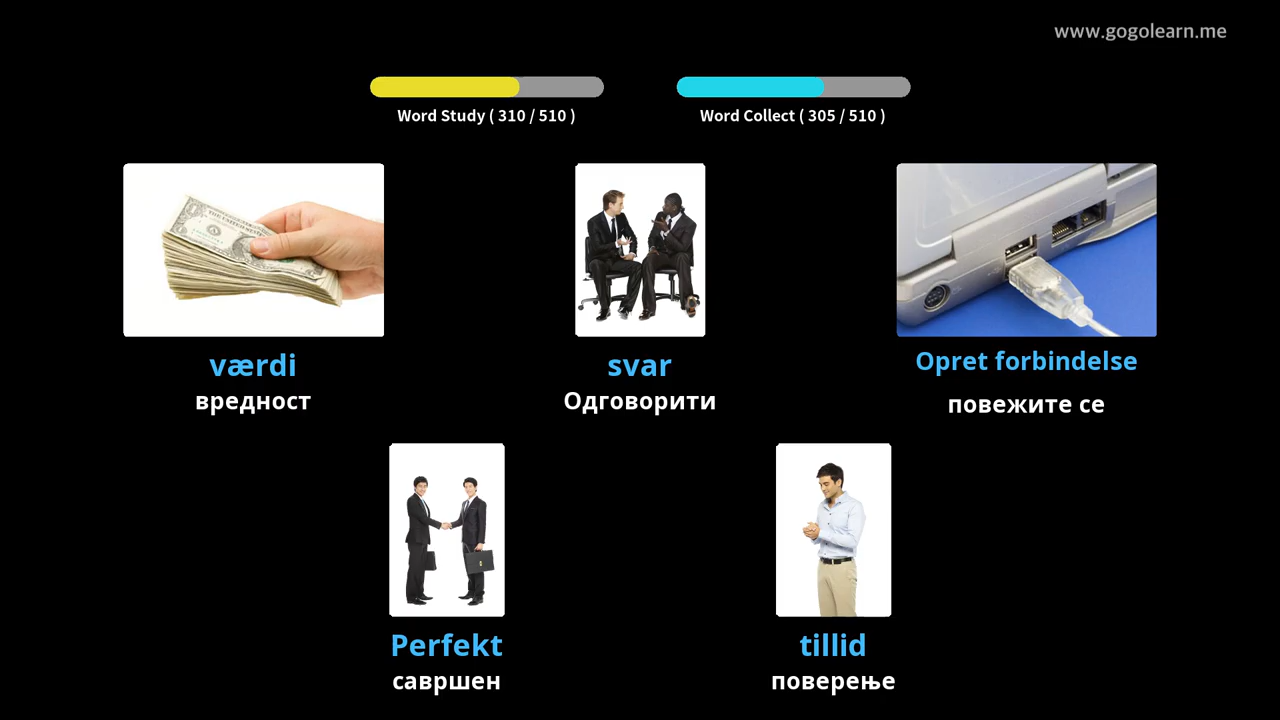 www.gogolearn.me
Word Study ( 310 / 510 )
Word Collect ( 305 / 510 )
værdi
вредност
svar
Одговорити
Opret forbindelse
повежите се
Perfekt
савршен
tillid
поверење